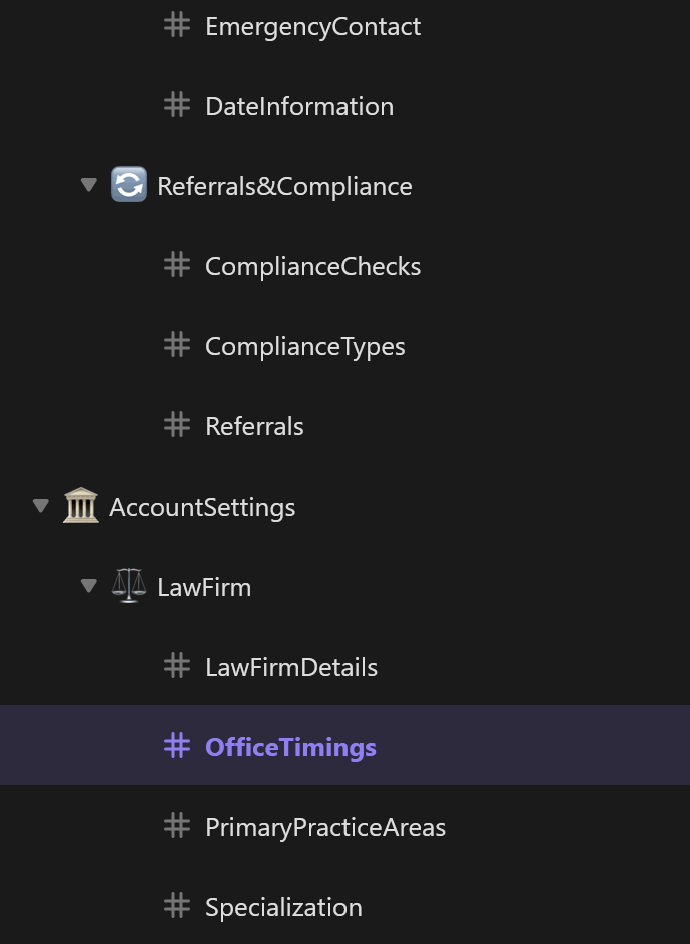 EmergencyContact
DateInformation
Referrals&Compliance
ComplianceChecks
ComplianceTypes
Referrals
AccountSettings
LawFirm
LawFirmDetails
OfficeTimings
PrimaryPracticeAreas
Specialization